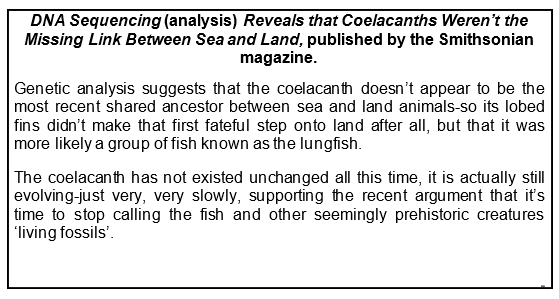 DNA Sequencing (analysis) Reveals that Coelacanths Weren’t the
Missing Link Between Sea and Land, published by the Smithsonian
magazine.
Genetic analysis suggests that the coelacanth doesn’t appear to be the
most recent shared ancestor between sea and land animals-so its lobed
fins didn’t make that first fateful step onto land after all, but that it was
more likely a group of fish known as the lungfish.
The coelacanth has not existed unchanged all this time, it is actually still
evolving-just very, very slowly, supporting the recent argument that it’s
time to stop calling the fish and other seemingly prehistoric creatures
‘living fossils’.